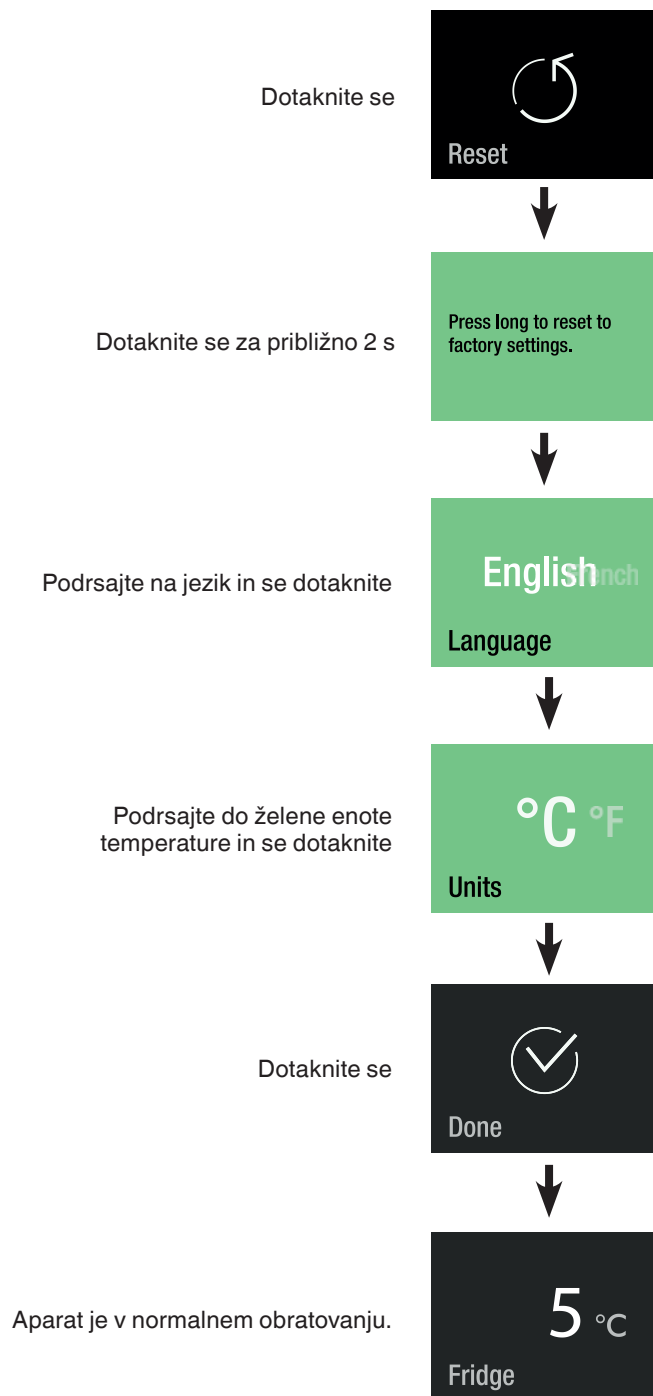 Dotaknite se
Reset
Dotaknite se za približno 2 s
Press long to reset to
factory settings.
Podrsajte na jezik in se dotaknite
English French
Language
Podrsajte do želene enote
temperature in se dotaknite
°C °F
Units
Dotaknite se
Done
Aparat je v normalnem obratovanju.
5 °C
Fridge